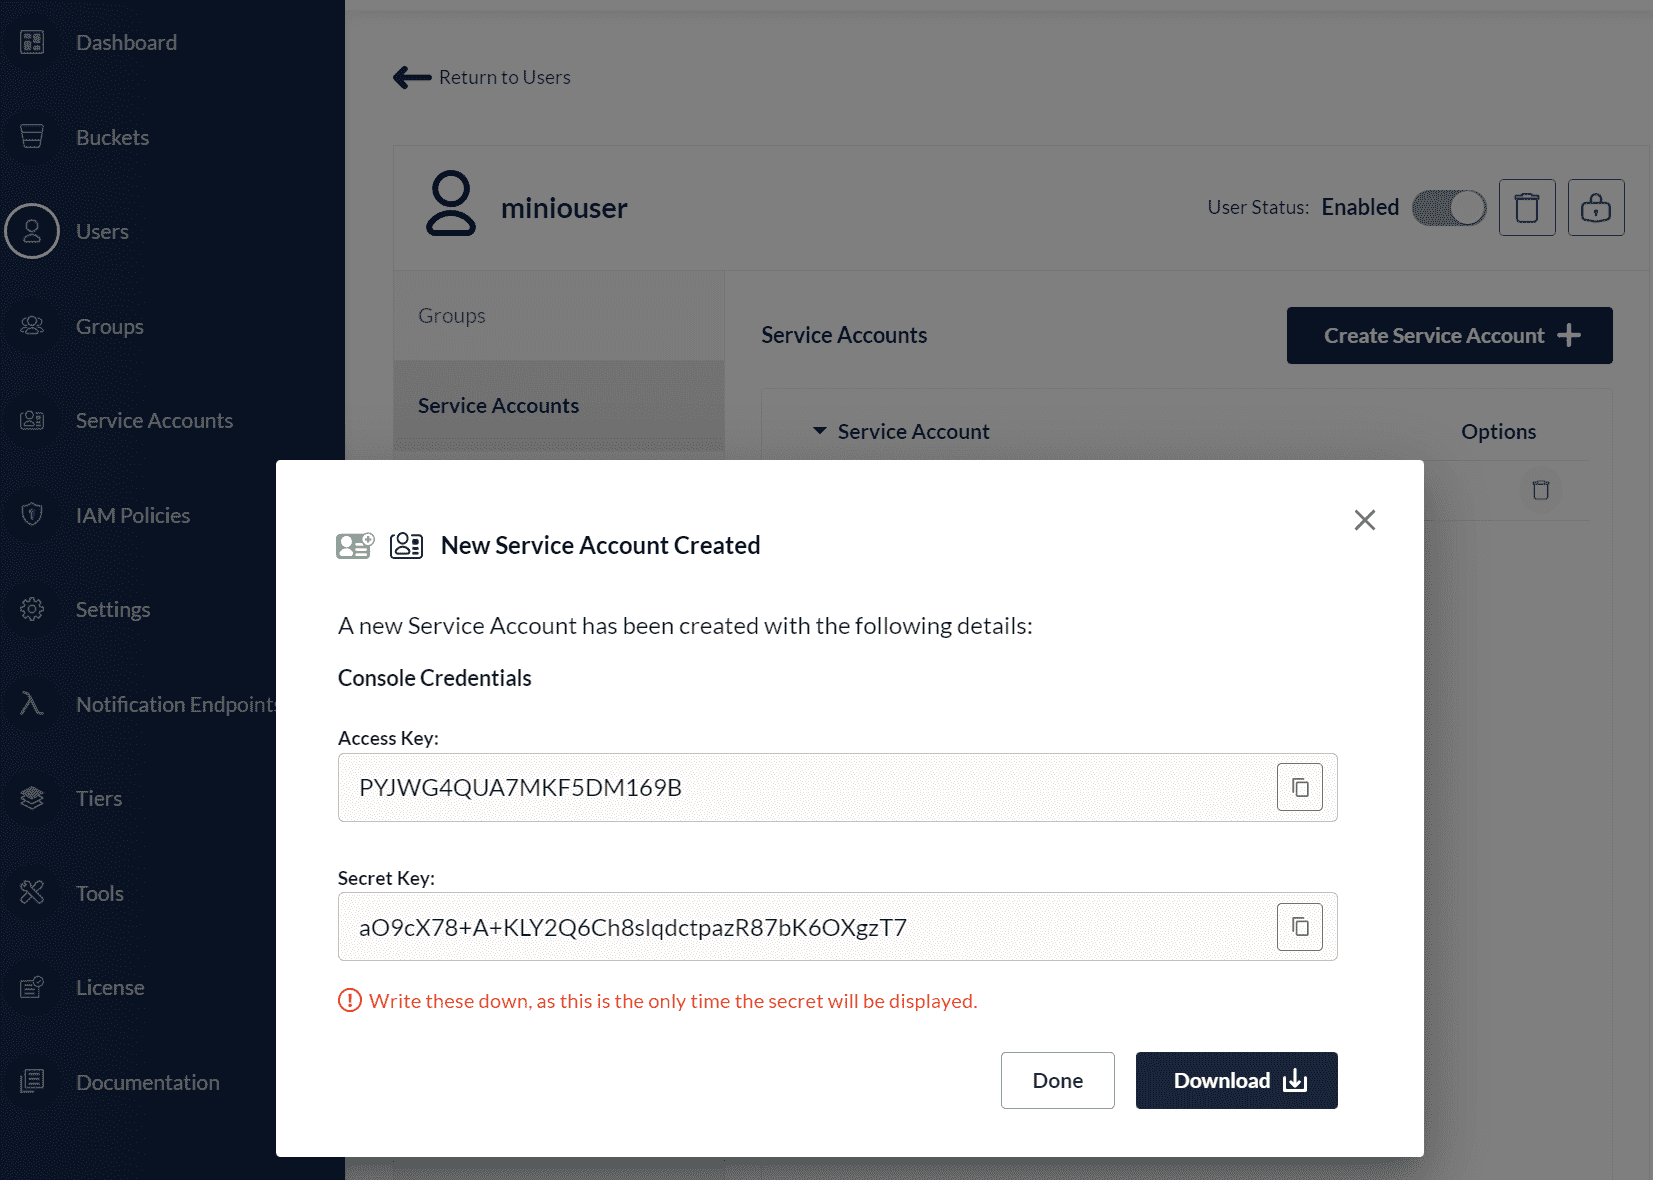 Dashboard
Buckets
Users
Groups
Service Accounts
IAM Policies
Settings
Notification Endpoints
Tiers
Tools
License
Documentation
Return to Users
miniouser
User Status: Enabled
Groups
Service Accounts
Service Accounts
Create Service Account
Service Account
Options
New Service Account Created
A new Service Account has been created with the following details:
Console Credentials
Access Key:
PYJWG4QUA7MKF5DM169B
Secret Key:
aO9cX78+A+KLY2Q6Ch8slqdctpazR87bK6OXgzT7
Write these down, as this is the only time the secret will be displayed.
Done
Download